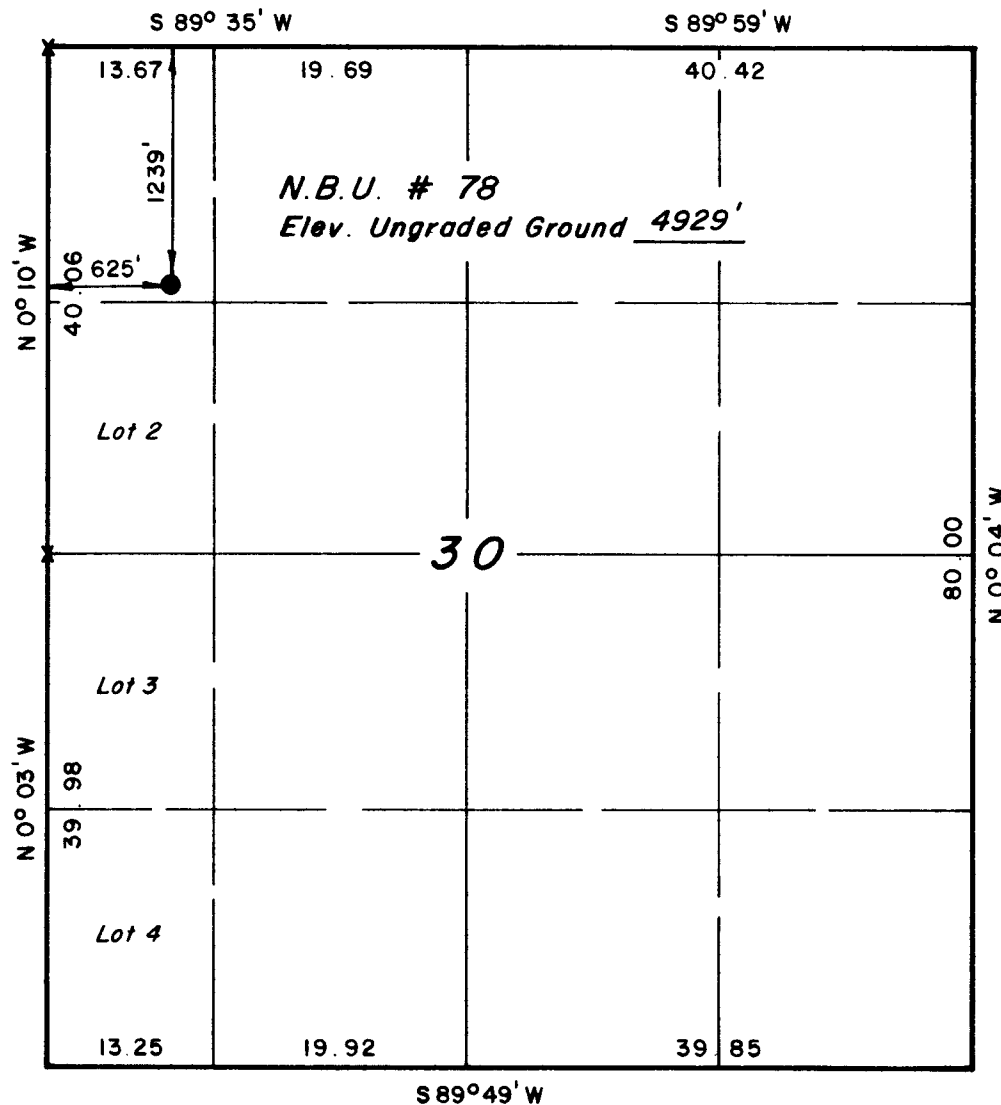 S 89° 35' W
S 89° 59' W
13.67
19.69
40.42
1239'
N.B.U. # 78
Elev. Ungraded Ground 4929'
N 0° 10' W
625'
40.06
Lot 2
30
80.00
N 0° 04' W
Lot 3
N 0° 03' W
39.98
Lot 4
13.25
19.92
39.85
S 89° 49' W